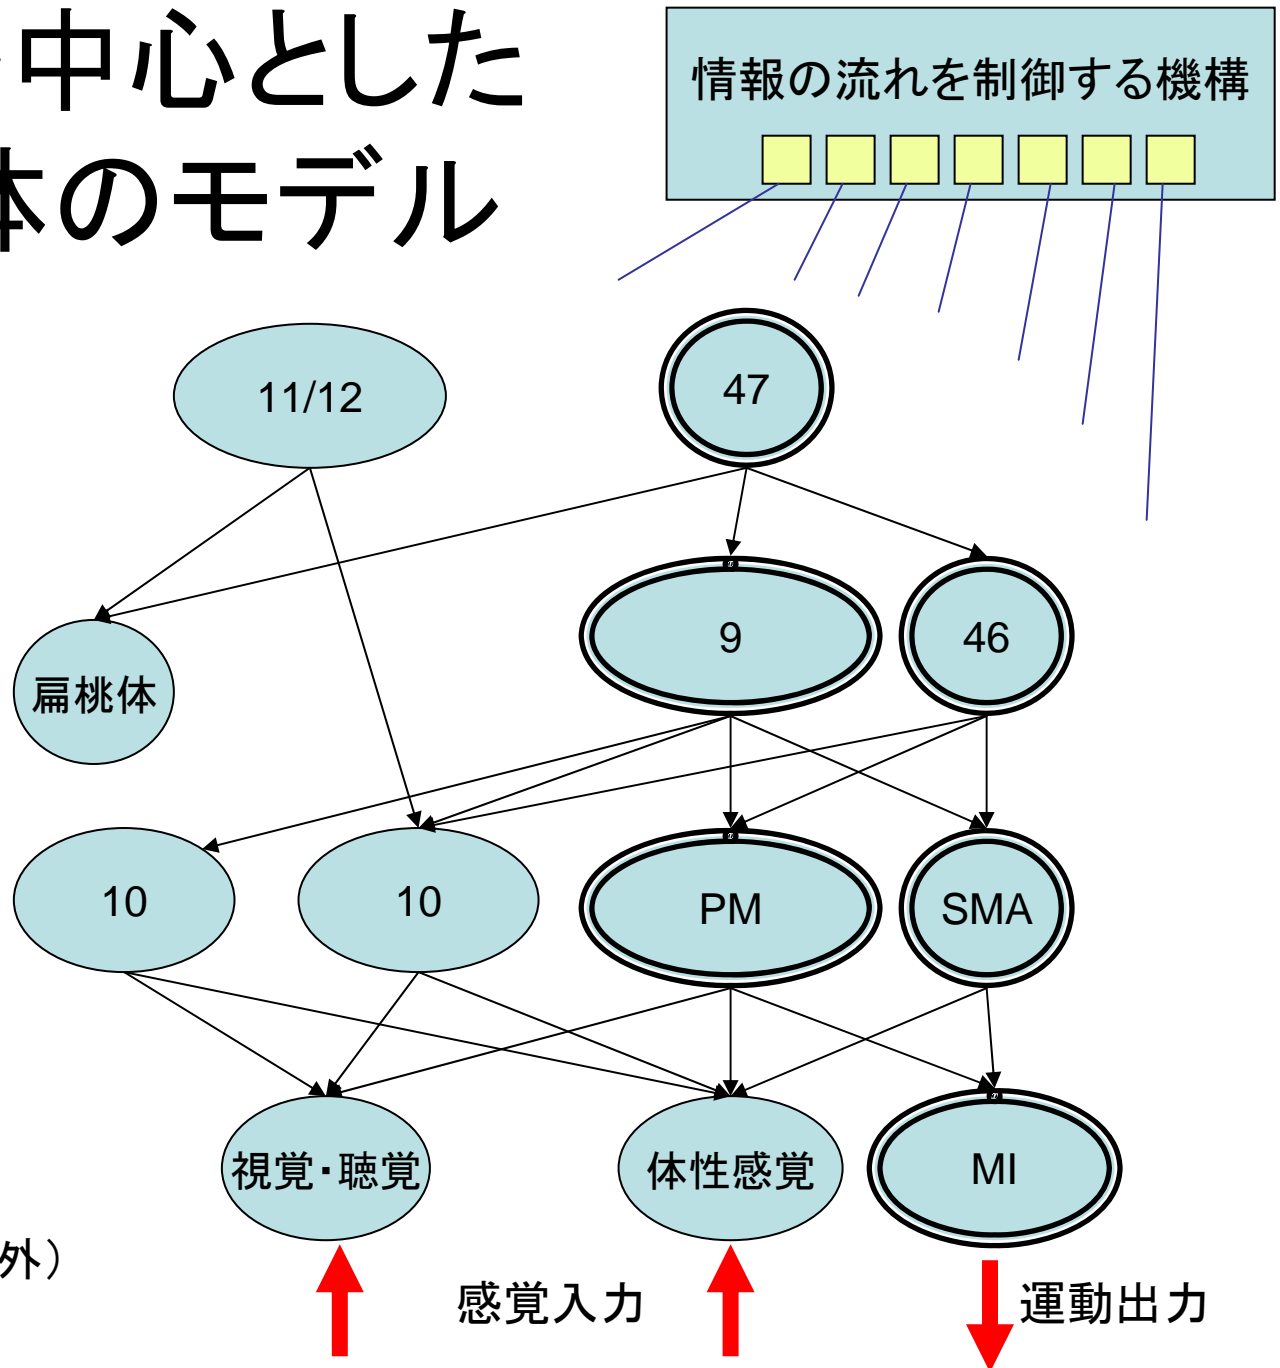 中心とした
体のモデル
情報の流れを制御する機構
11/12
47
9
46
扁桃体
10
10
PM
SMA
視覚・聴覚
体性感覚
MI
外）
感覚入力
運動出力